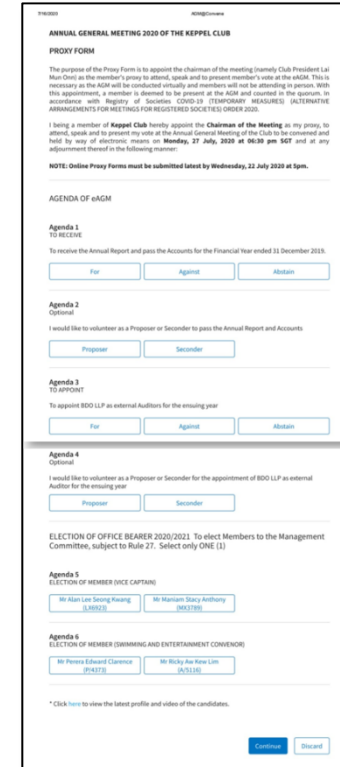 7/16/2020
AGM@Convene
ANNUAL GENERAL MEETING 2020 OF THE KEPPEL CLUB
PROXY FORM
The purpose of the Proxy Form is to appoint the chairman of the meeting (namely Club President Lai
Mun Onn) as the member's proxy to attend, speak and to present member's vote at the eAGM. This is
necessary as the AGM will be conducted virtually and members will not be attending in person. With
this appointment, a member is deemed to be present at the AGM and counted in the quorum. In
accordance with Registry of Societies COVID-19 (TEMPORARY MEASURES) (ALTERNATIVE
ARRANGEMENTS FOR MEETINGS FOR REGISTERED SOCIETIES) ORDER 2020.
I being a member of Keppel Club hereby appoint the Chairman of the Meeting as my proxy, to
attend, speak and to present my vote at the Annual General Meeting of the Club to be convened and
held by way of electronic means on Monday, 27 July, 2020 at 06:30 pm SGT and at any
adjournment thereof in the following manner:
NOTE: Online Proxy Forms must be submitted latest by Wednesday, 22 July 2020 at 5pm.
AGENDA OF eAGM
Agenda 1
TO RECEIVE
To receive the Annual Report and pass the Accounts for the Financial Year ended 31 December 2019.
For Against Abstain
Agenda 2
Optional
I would like to volunteer as a Proposer or Seconder to pass the Annual Report and Accounts
Proposer Seconder
Agenda 3
TO APPOINT
To appoint BDO LLP as external Auditors for the ensuing year
For Against Abstain
Agenda 4
Optional
I would like to volunteer as a Proposer or Seconder for the appointment of BDO LLP as external
Auditor for the ensuing year
Proposer Seconder
ELECTION OF OFFICE BEARER 2020/2021 To elect Members to the Management
Committee, subject to Rule 27. Select only ONE (1)
Agenda 5
ELECTION OF MEMBER (VICE CAPTAIN)
Mr Alan Lee Seong Kwang Mr Maniam Stacy Anthony
(LX6923) (MX3789)
Agenda 6
ELECTION OF MEMBER (SWIMMING AND ENTERTAINMENT CONVENOR)
Mr Perera Edward Clarence Mr Ricky Aw Kew Lim
(P/4373) (A/5116)
* Click here to view the latest profile and video of the candidates.
Continue Discard